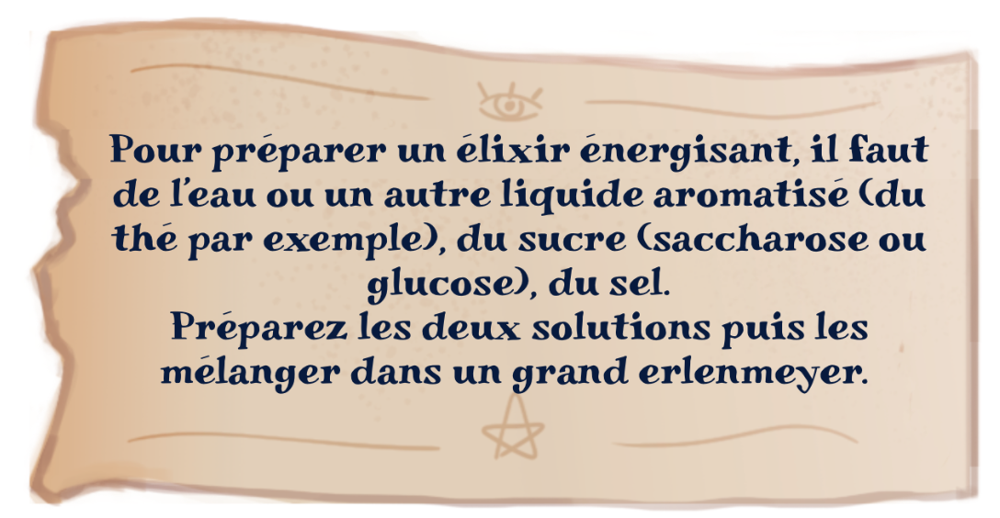 Pour préparer un élixir énergisant, il faut
de l'eau ou un autre liquide aromatisé (du
thé par exemple), du sucre (saccharose ou
glucose), du sel.
Préparez les deux solutions puis les
mélanger dans un grand erlenmeyer.